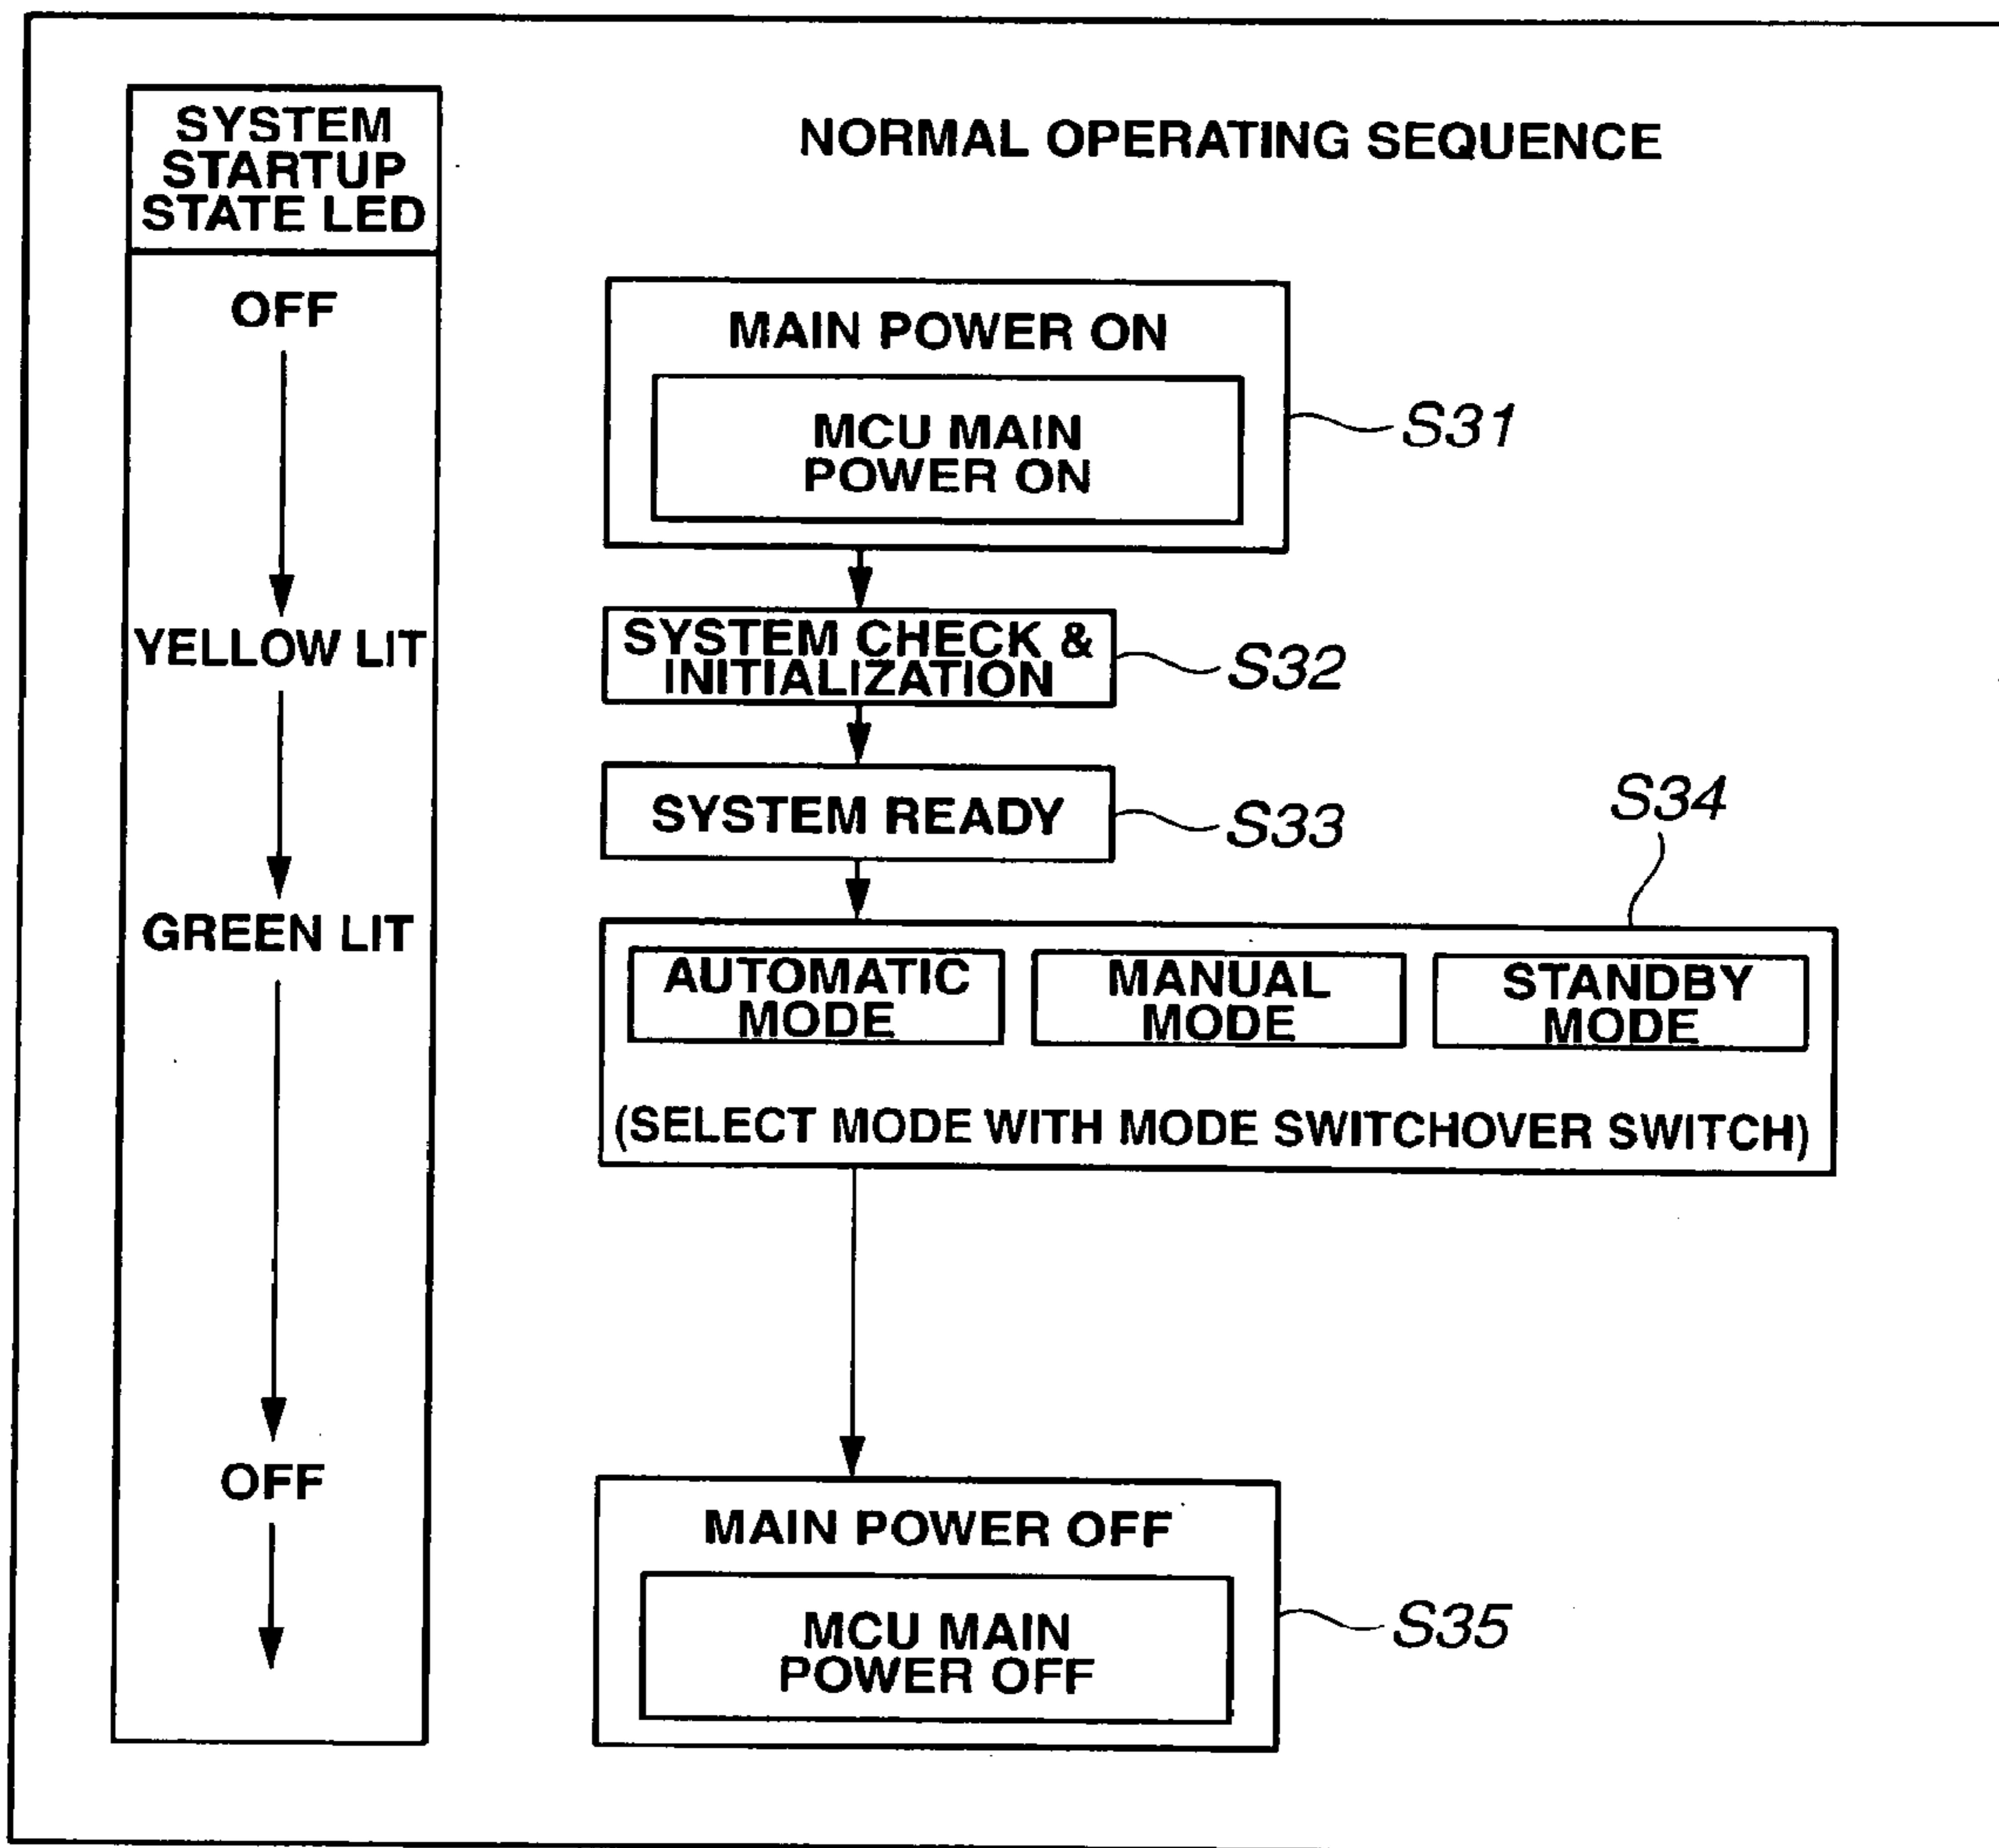 SYSTEM
STARTUP
STATE LED
OFF
YELLOW LIT
GREEN LIT
OFF
NORMAL OPERATING SEQUENCE
MAIN POWER ON
MCU MAIN
POWER ON
S31
SYSTEM CHECK &
INITIALIZATION
S32
SYSTEM READY
S33
S34
AUTOMATIC
MODE
MANUAL
MODE
STANDBY
MODE
(SELECT MODE WITH MODE SWITCHOVER SWITCH)
MAIN POWER OFF
MCU MAIN
POWER OFF
S35